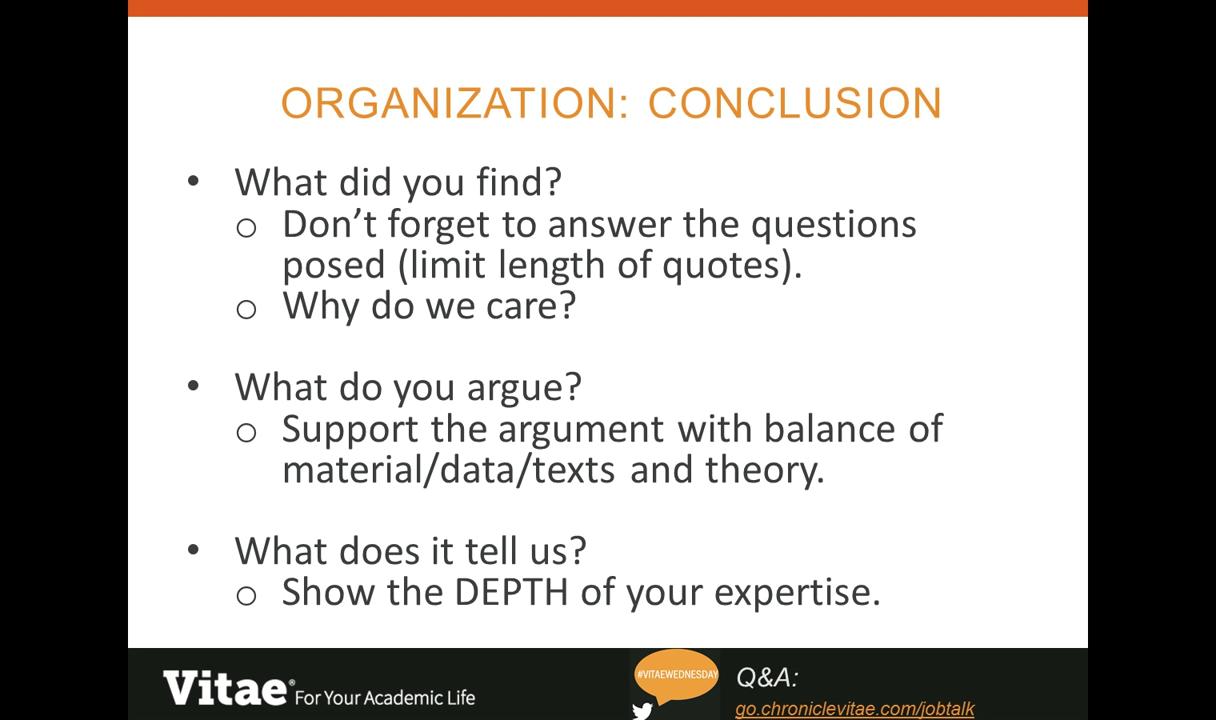 ORGANIZATION: CONCLUSION
• What did you find?
o Don’t forget to answer the questions
posed (limit length of quotes).
o Why do we care?
• What do you argue?
o Support the argument with balance of
material/data/texts and theory.
• What does it tell us?
o Show the DEPTH of your expertise.
Vitae® For Your Academic Life
#VITAEWEDNESDAY
Q&A:
go.chroniclevitae.com/jobtalk